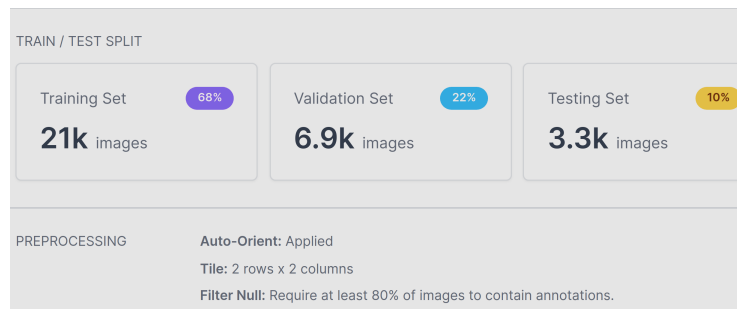 TRAIN / TEST SPLIT
Training Set 68% Validation Set 22% Testing Set 10%
21k images 6.9k images 3.3k images
PREPROCESSING Auto-Orient: Applied
Tile: 2 rows x 2 columns
Filter Null: Require at least 80% of images to contain annotations.